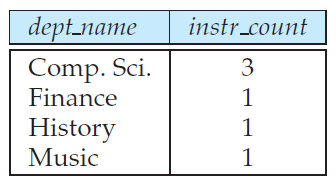 dept_name instr_count
Comp. Sci. 3
Finance 1
History 1
Music 1